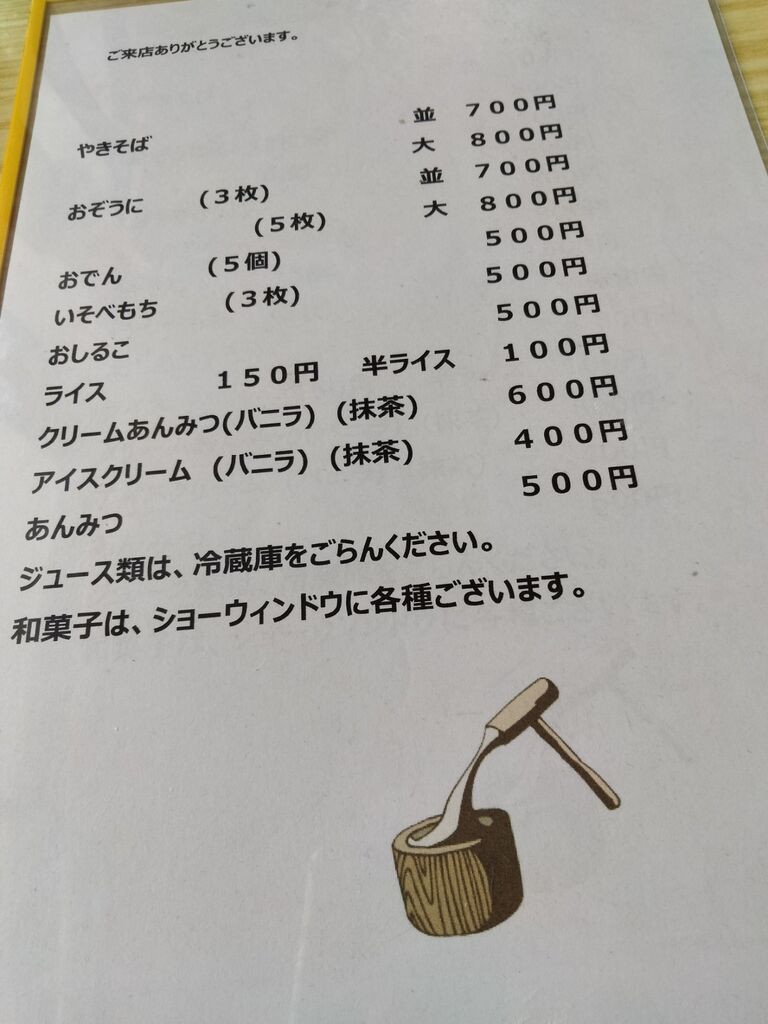 ご来店ありがとうございます。
やきそば 並 700円
大 800円
おぞうに (3枚) 並 700円
(5枚) 大 800円
おでん (5個) 500円
いそべもち (3枚) 500円
おしるこ 500円
ライス 150円 半ライス 100円
クリームあんみつ(バニラ) (抹茶) 600円
アイスクリーム (バニラ) (抹茶) 400円
あんみつ 500円
ジュース類は、冷蔵庫をごらんください。
和菓子は、ショーウィンドウに各種ございます。